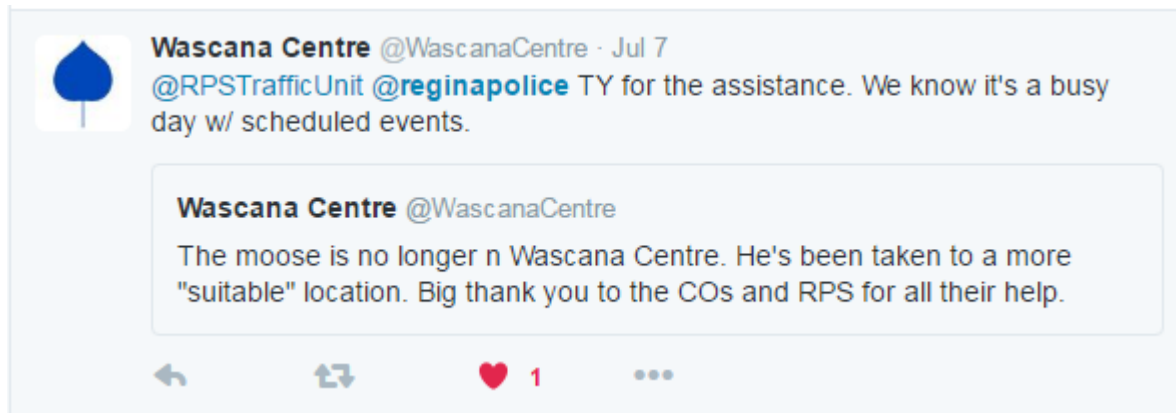 Wascana Centre @WascanaCentre · Jul 7
@RPSTrafficUnit @reginapolice TY for the assistance. We know it's a busy
day w/ scheduled events.
Wascana Centre @WascanaCentre
The moose is no longer n Wascana Centre. He's been taken to a more
"suitable" location. Big thank you to the COs and RPS for all their help.
1